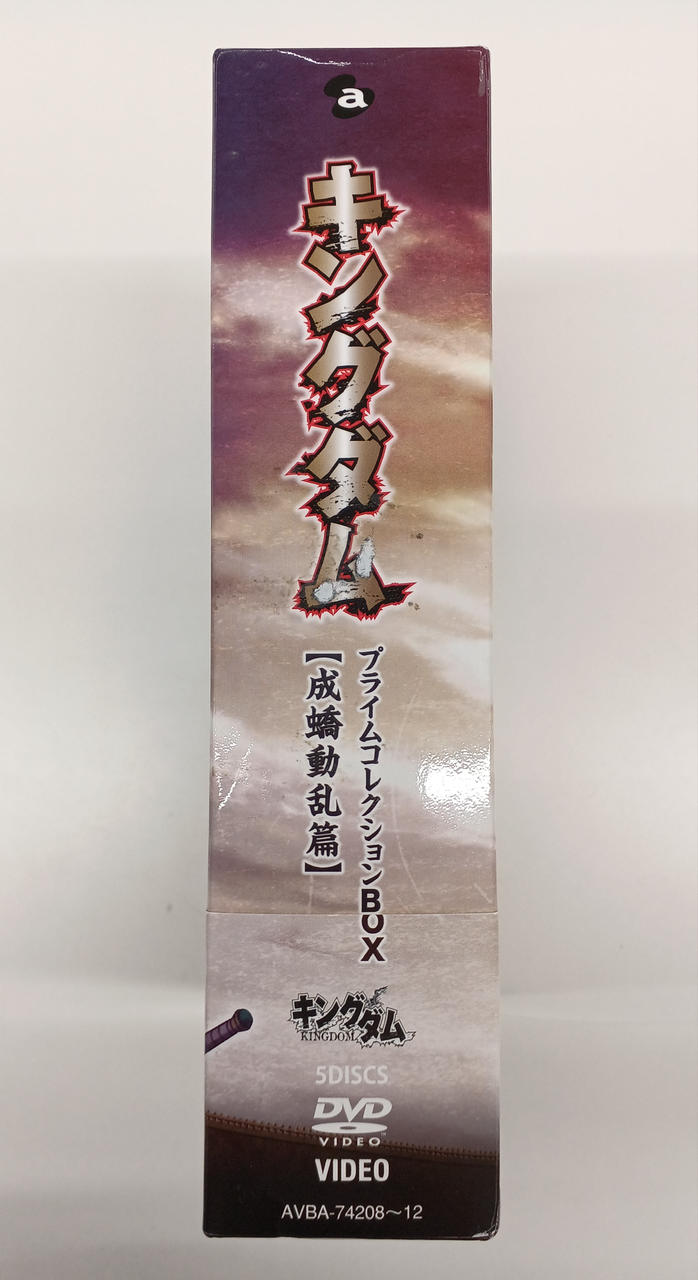 a
キングダム
プライムコレクションBOX
【成蟜動乱篇】
キングダム
KINGDOM
5DISCS
DVD
VIDEO
VIDEO
AVBA-74208～12